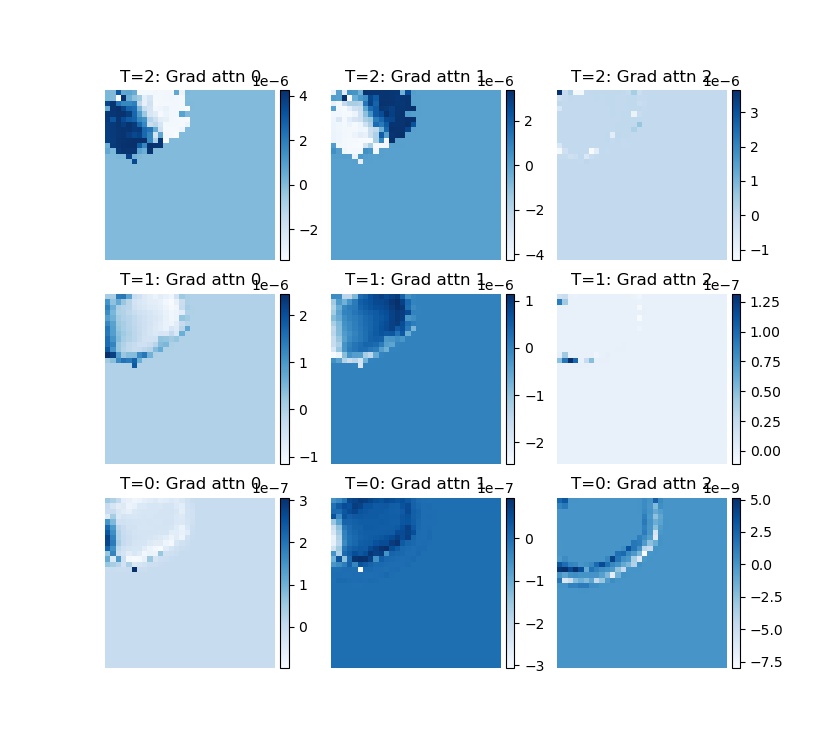 T=2: Grad attn 0
1e−6
T=2: Grad attn 1
1e−6
T=2: Grad attn 2
1e−6
4
2
0
−2
2
0
−2
−4
3
2
1
0
−1
T=1: Grad attn 0
1e−6
T=1: Grad attn 1
1e−6
T=1: Grad attn 2
1e−7
2
1
0
−1
1
0
−1
−2
1.25
1.00
0.75
0.50
0.25
0.00
T=0: Grad attn 0
1e−7
T=0: Grad attn 1
1e−7
T=0: Grad attn 2
1e−9
3
2
1
0
0
−1
−2
−3
5.0
2.5
0.0
−2.5
−5.0
−7.5